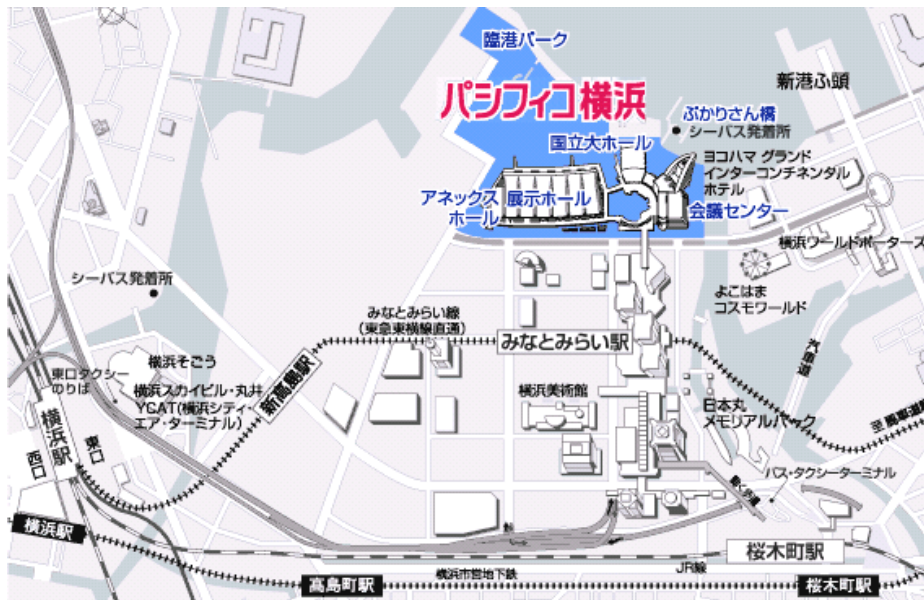 臨港パーク
パシフィコ横浜
新港ふ頭
ぷかりさん橋
シーバス発着所
国立大ホール
ヨコハマ グランド
インターコンチネンタル
ホテル
アネックス
ホール
展示ホール
会議センター
横浜ワールドポーターズ
シーバス発着所
よこはま
コスモワールド
みなとみらい線
(東急東横線直通)
みなとみらい駅
汽車道
新高島駅
横浜そごう
東口タクシー
のりば
横浜スカイビル・丸井
YCAT(横浜シティ・
エア・ターミナル)
横浜美術館
日本丸
メモリアルパーク
横浜駅
東口
西口
バス・タクシーターミナル
動く歩道
横浜駅
桜木町駅
JR線
高島町駅
横浜市営地下鉄
桜木町駅